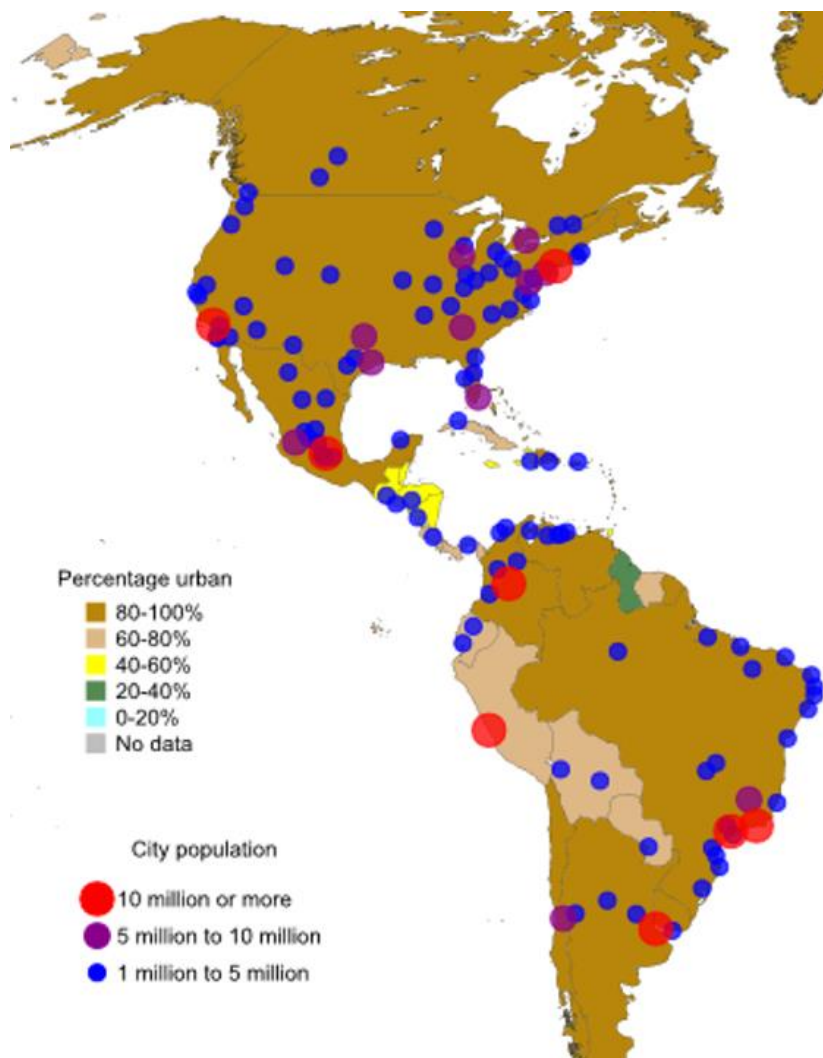 Percentage urban
80-100%
60-80%
40-60%
20-40%
0-20%
No data
City population
10 million or more
5 million to 10 million
1 million to 5 million